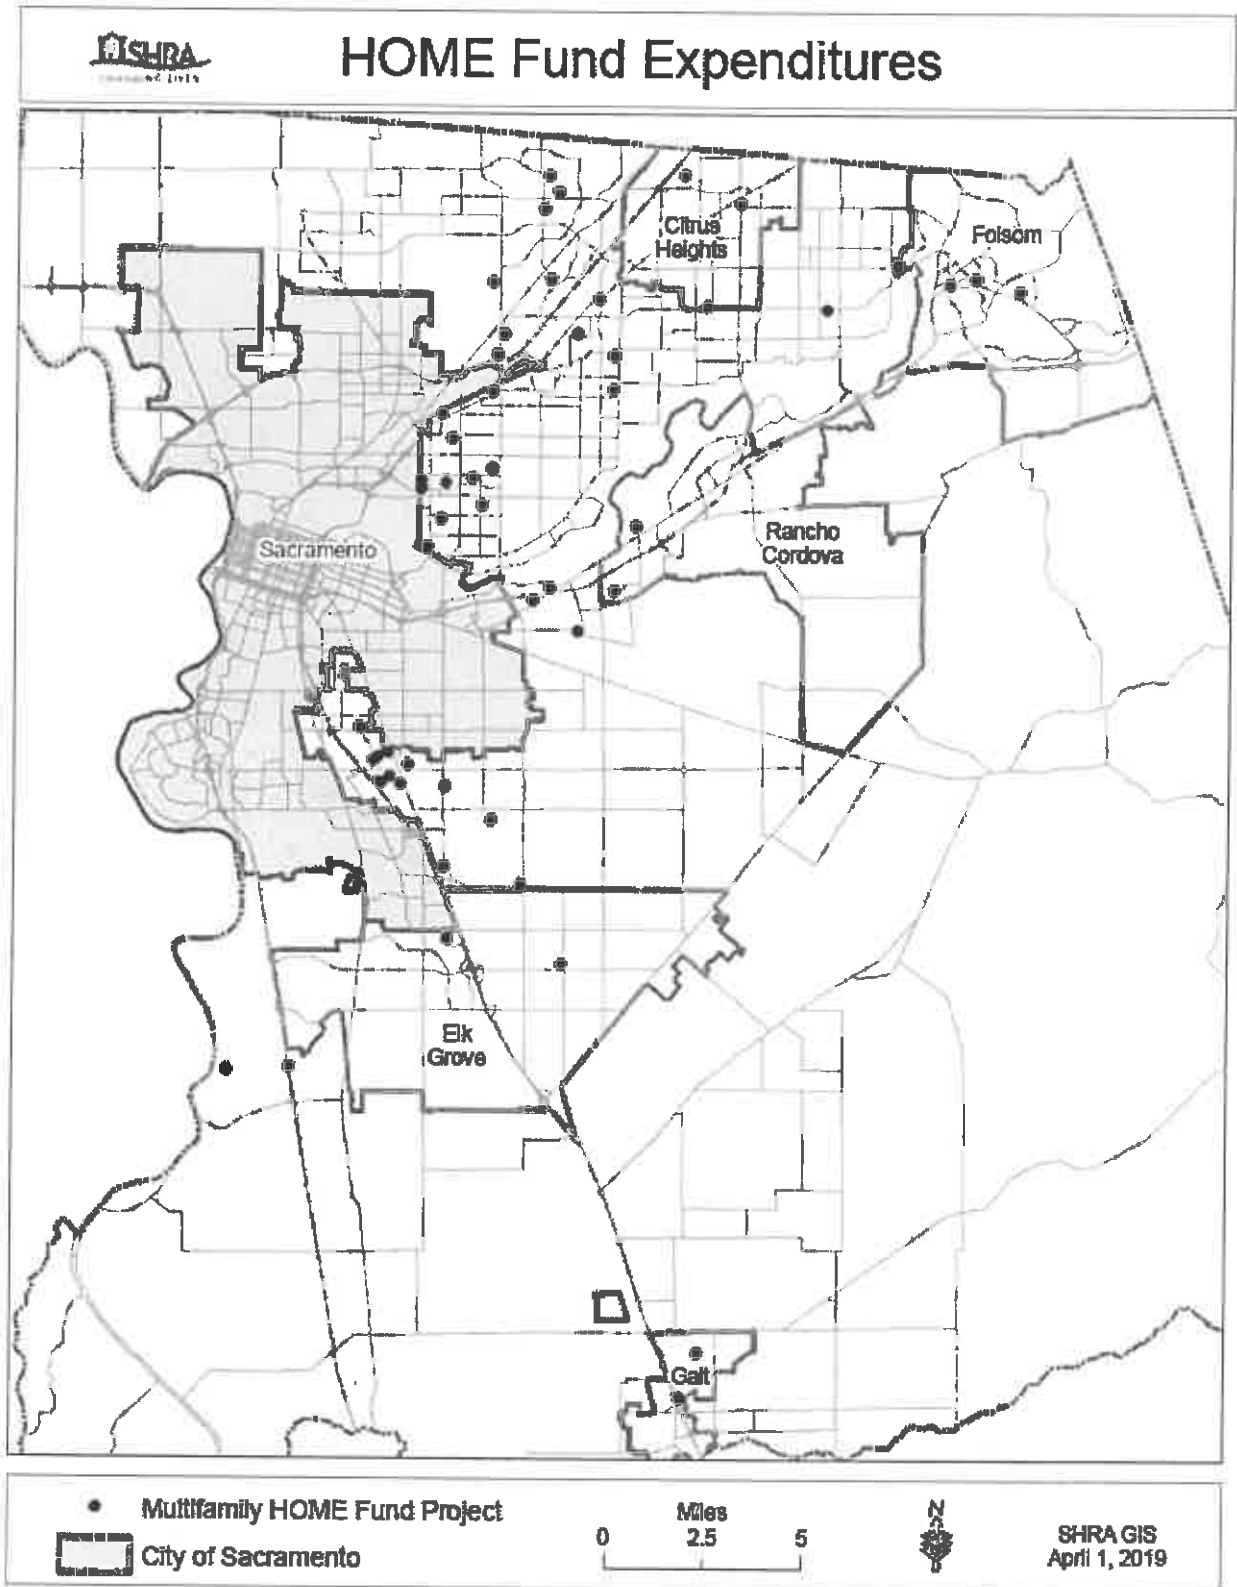 SHRA
HOME Fund Expenditures
Citrus
Heights
Folsom
Rancho
Cordova
Sacramento
Elk
Grove
Galt
Multifamily HOME Fund Project
City of Sacramento
Miles
0 2.5 5
N
SHRA GIS
April 1, 2019